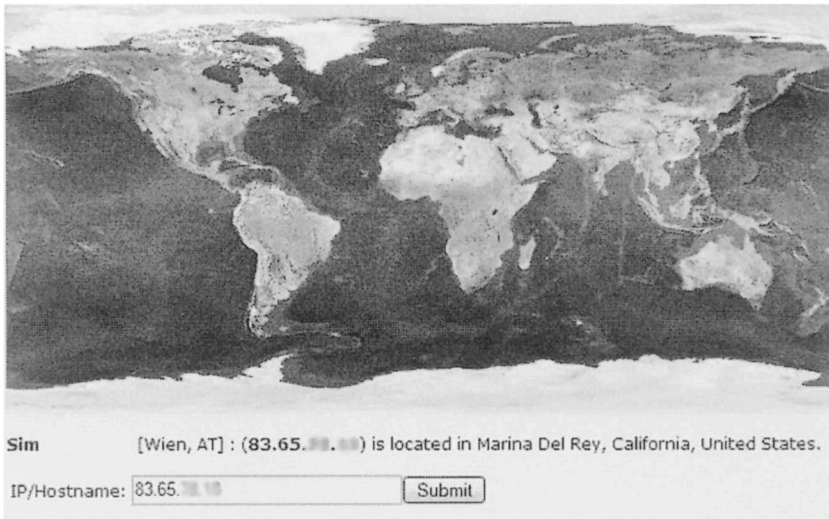 Sim [Wien, AT] : (83.65. . ) is located in Marina Del Rey, California, United States.
IP/Hostname: 83.65. Submit